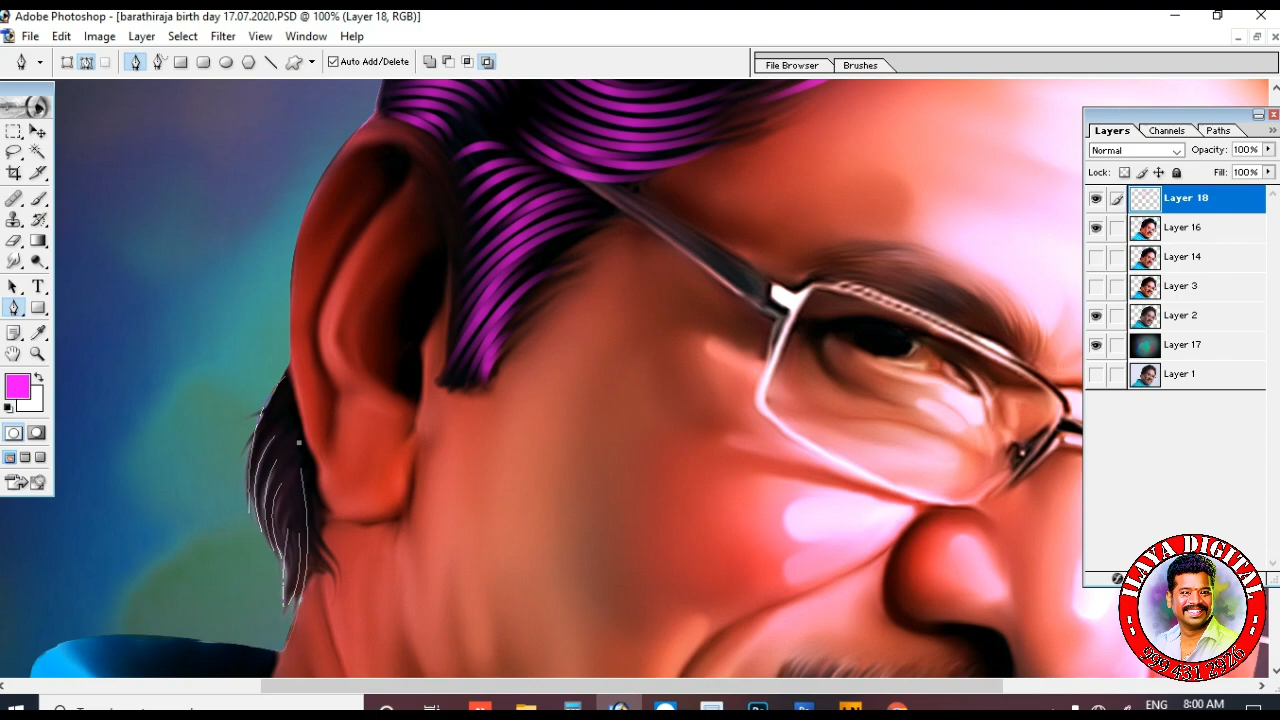 Adobe Photoshop - [barathiraja birth day 17.07.2020.PSD @ 100% (Layer 18, RGB)]
File Edit Image Layer Select Filter View Window Help
Auto Add/Delete
File Browser Brushes
Layers Channels Paths
Normal Opacity: 100%
Lock: Fill: 100%
Layer 18
Layer 16
Layer 14
Layer 3
Layer 2
Layer 17
Layer 1
ILAYA DIGITAL
999 431 2926
ENG 8:00 AM